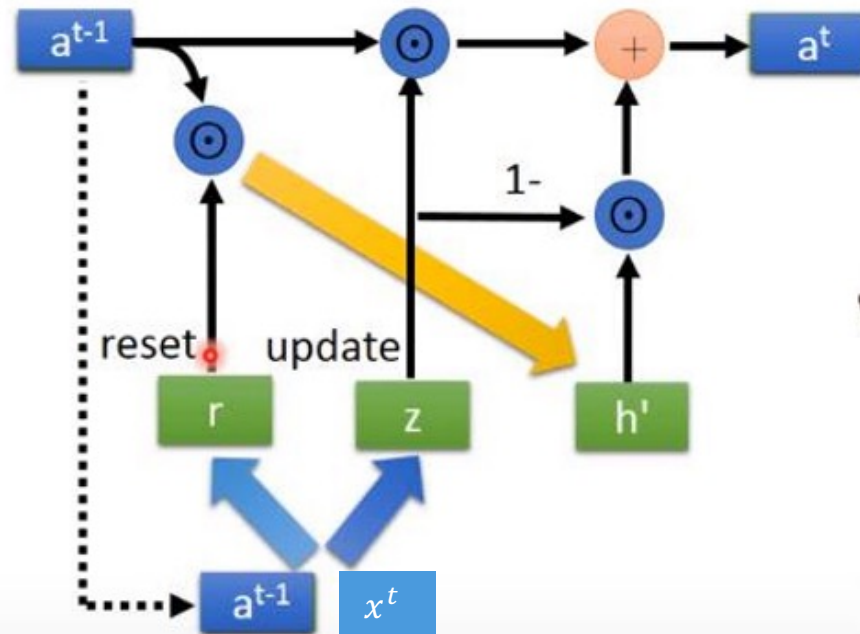 a^{t-1}
+
a^t
1-
reset
update
r
z
h'
a^{t-1}
x^t